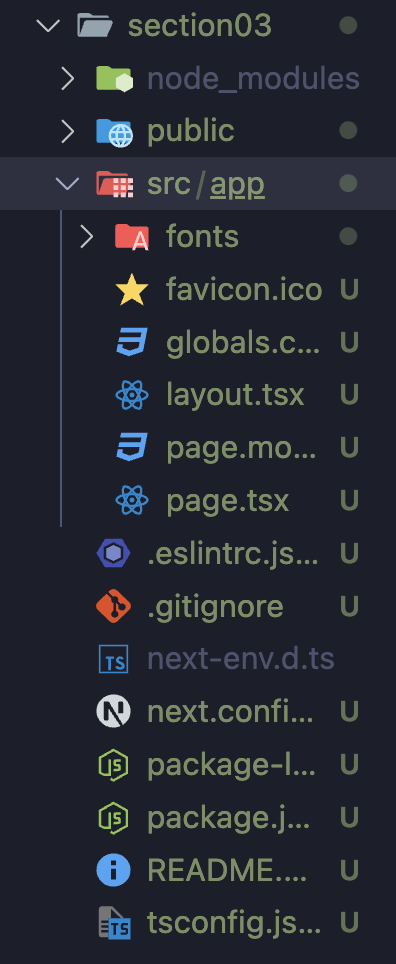 section03
node_modules
public
src/app
fonts
favicon.ico U
globals.c... U
layout.tsx U
page.mo... U
page.tsx U
.eslintrc.js... U
.gitignore U
next-env.d.ts
next.confi... U
package-l... U
package.j... U
README.... U
tsconfig.js... U